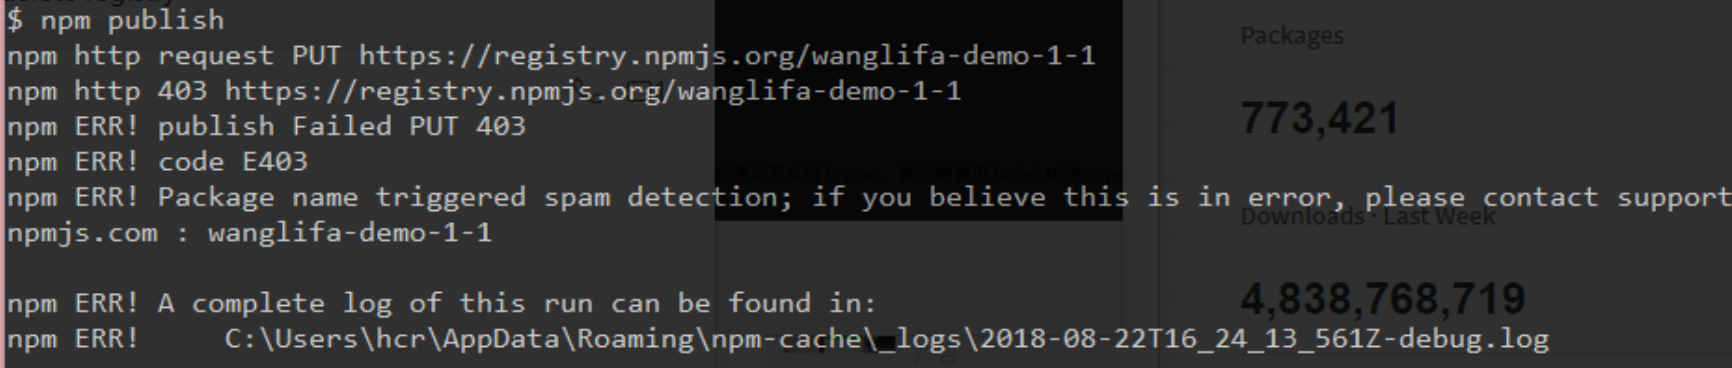 $ npm publish
npm http request PUT https://registry.npmjs.org/wanglifa-demo-1-1
npm http 403 https://registry.npmjs.org/wanglifa-demo-1-1
npm ERR! publish Failed PUT 403
npm ERR! code E403
npm ERR! Package name triggered spam detection; if you believe this is in error, please contact support
npmjs.com : wanglifa-demo-1-1
npm ERR! A complete log of this run can be found in:
npm ERR!     C:\Users\hcr\AppData\Roaming\npm-cache\_logs\2018-08-22T16_24_13_561Z-debug.log
Packages
773,421
Downloads · Last Week
4,838,768,719